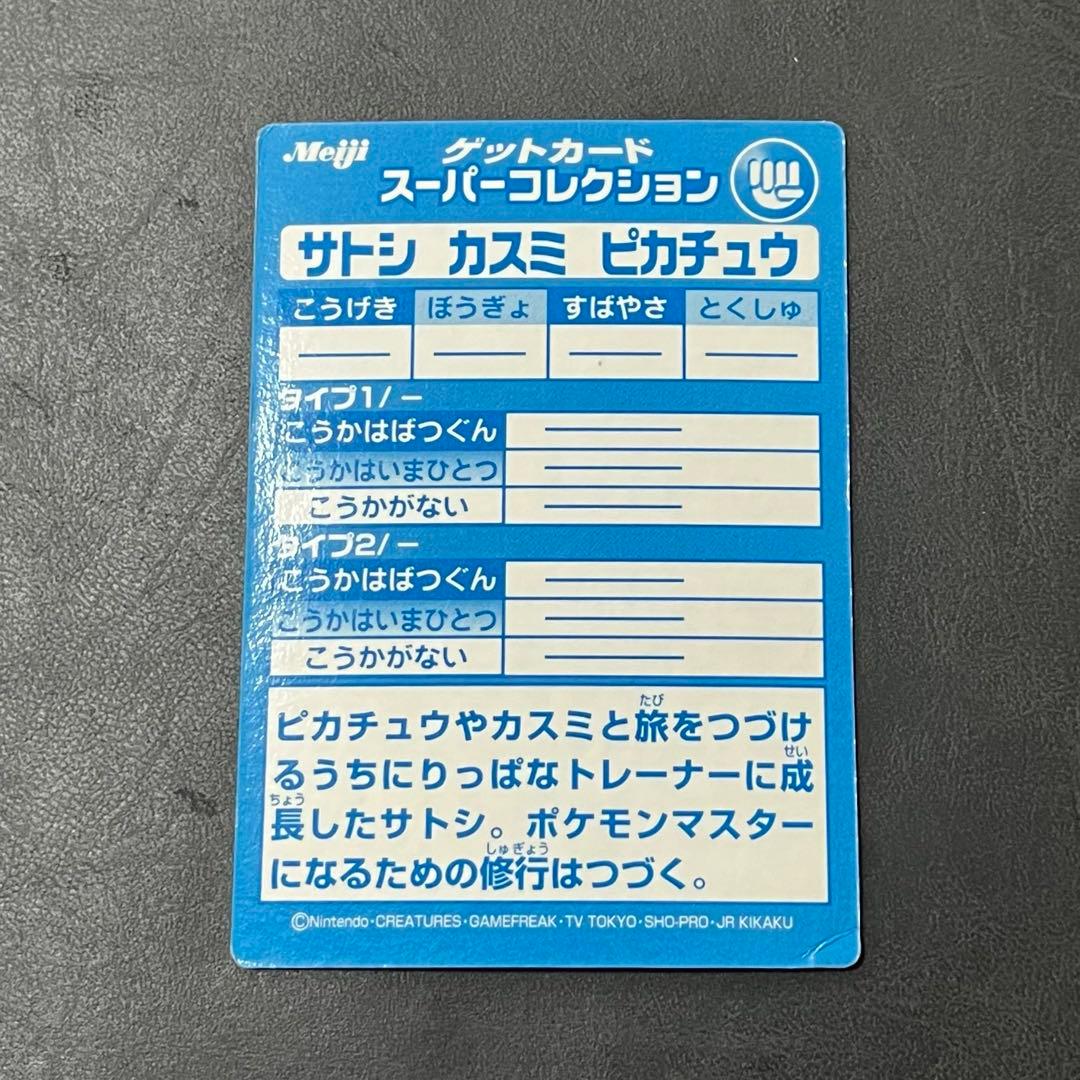 Meiji
ゲットカード
スーパーコレクション
サトシ カスミ ピカチュウ
こうげき ぼうぎょ すばやさ とくしゅ
― ― ― ―
タイプ1/ー
こうかはばつぐん ―
こうかはいまひとつ ―
こうかがない ―
タイプ2/ー
こうかはばつぐん ―
こうかはいまひとつ ―
こうかがない ―
たび
ピカチュウやカスミと旅をつづけ
せい
るうちにりっぱなトレーナーに成
ちょう
長したサトシ。ポケモンマスター
しゅぎょう
になるための修行はつづく。
©Nintendo・CREATURES・GAMEFREAK・TV TOKYO・SHO-PRO・JR KIKAKU